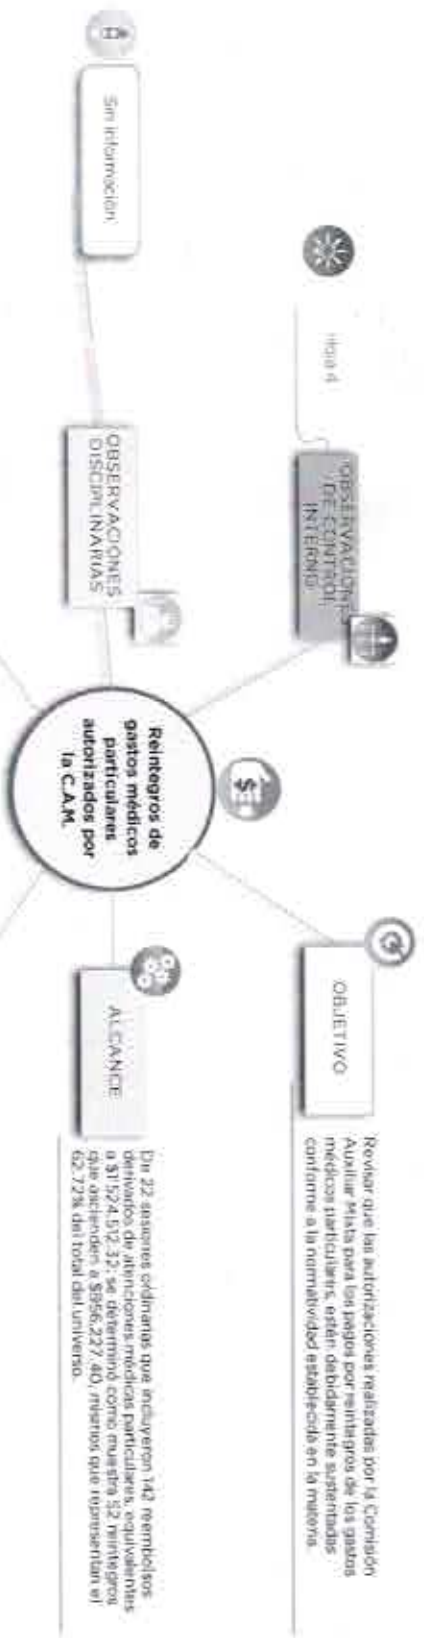 Hoja 4
OBSERVACIONES
DE CONTROL
INTERNO
Sin información
OBSERVACIONES
DISCIPLINARIAS
Reintegros de
gastos médicos
particulares
autorizados por
la C.A.M.
$
OBJETIVO
Revisar que las autorizaciones realizadas por la Comisión
Auxiliar Mixta para los pagos por reintegros de los gastos
médicos particulares, estén debidamente sustentadas
conforme a la normatividad establecida en la materia.
ALCANCE
De 22 sesiones ordinarias que incluyeron 142 reembolsos
derivados de atenciones médicas particulares, equivalentes
a $1'524,512.32; se determinó como muestra 52 reintegros
que ascienden a $956,227.40, mismos que representan el
62.72% del total del universo.